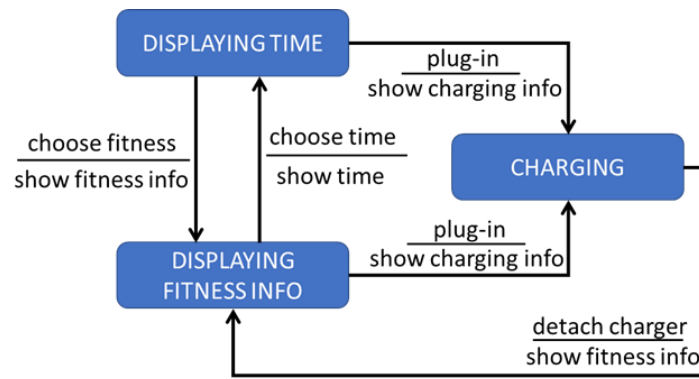 DISPLAYING TIME
plug-in
show charging info
choose fitness
show fitness info
choose time
show time
CHARGING
plug-in
show charging info
DISPLAYING
FITNESS INFO
detach charger
show fitness info